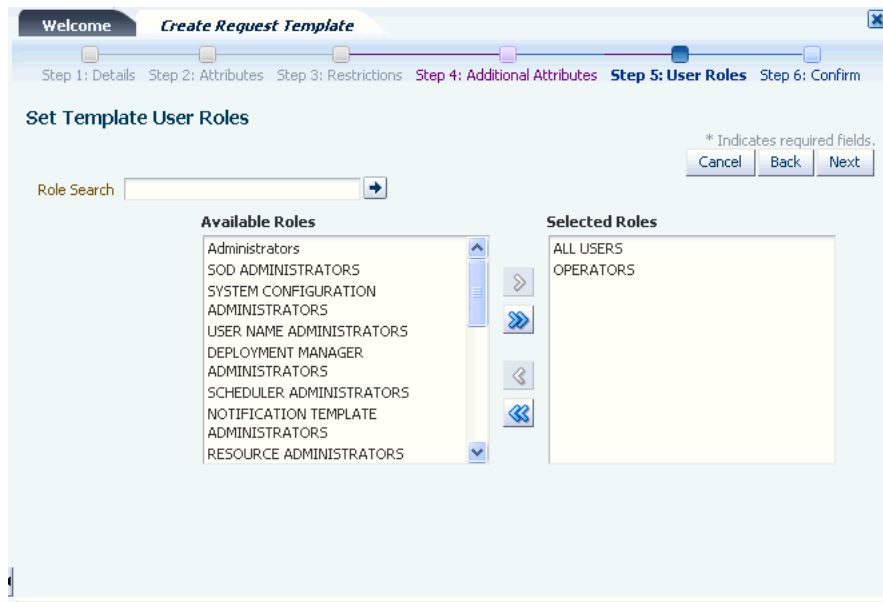 Welcome
Create Request Template
Step 1: Details
Step 2: Attributes
Step 3: Restrictions
Step 4: Additional Attributes
Step 5: User Roles
Step 6: Confirm
Set Template User Roles
* Indicates required fields.
Cancel
Back
Next
Role Search
Available Roles
Administrators
SOD ADMINISTRATORS
SYSTEM CONFIGURATION
ADMINISTRATORS
USER NAME ADMINISTRATORS
DEPLOYMENT MANAGER
ADMINISTRATORS
SCHEDULER ADMINISTRATORS
NOTIFICATION TEMPLATE
ADMINISTRATORS
RESOURCE ADMINISTRATORS
Selected Roles
ALL USERS
OPERATORS